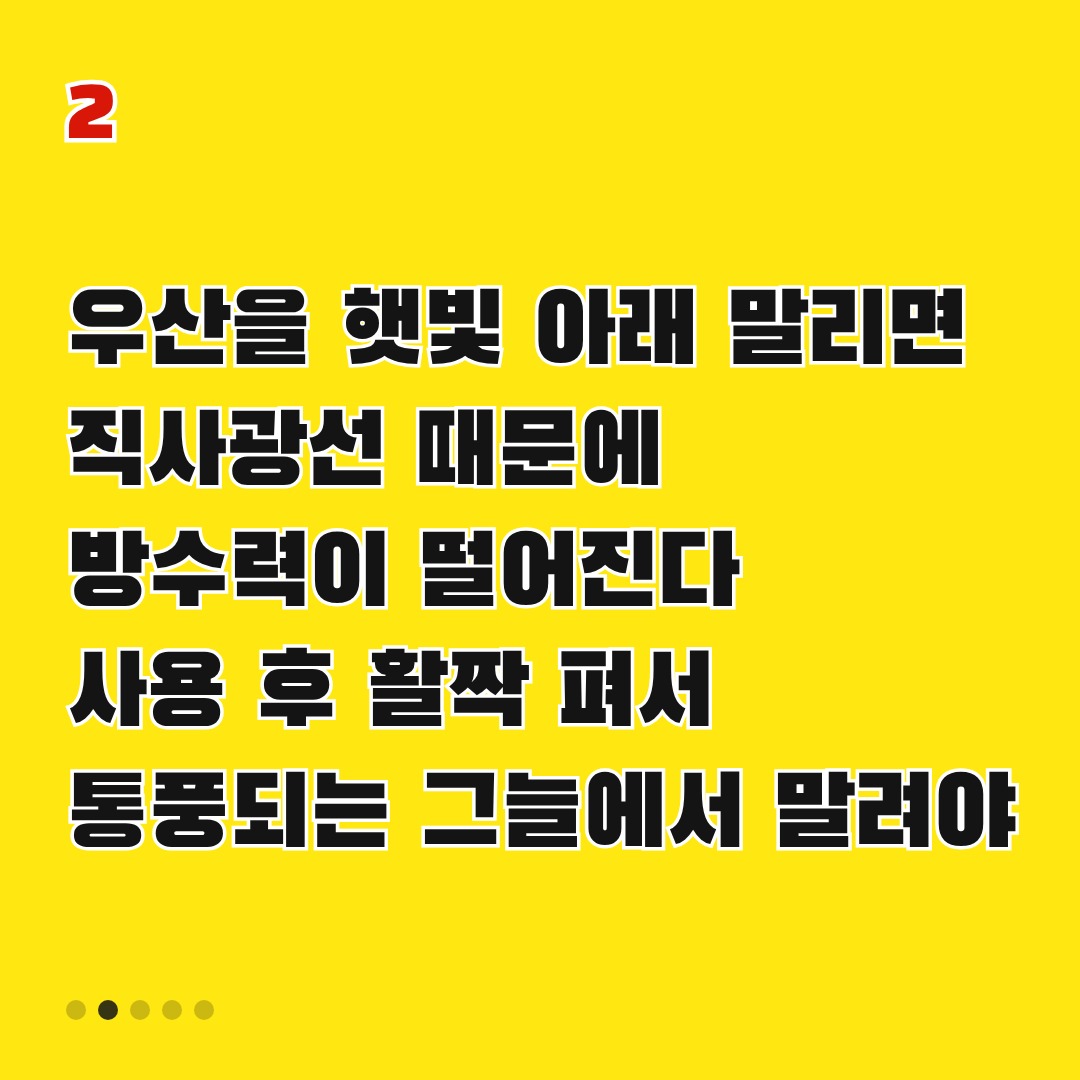 2
우산을 햇빛 아래 말리면
직사광선 때문에
방수력이 떨어진다
사용 후 활짝 펴서
통풍되는 그늘에서 말려야